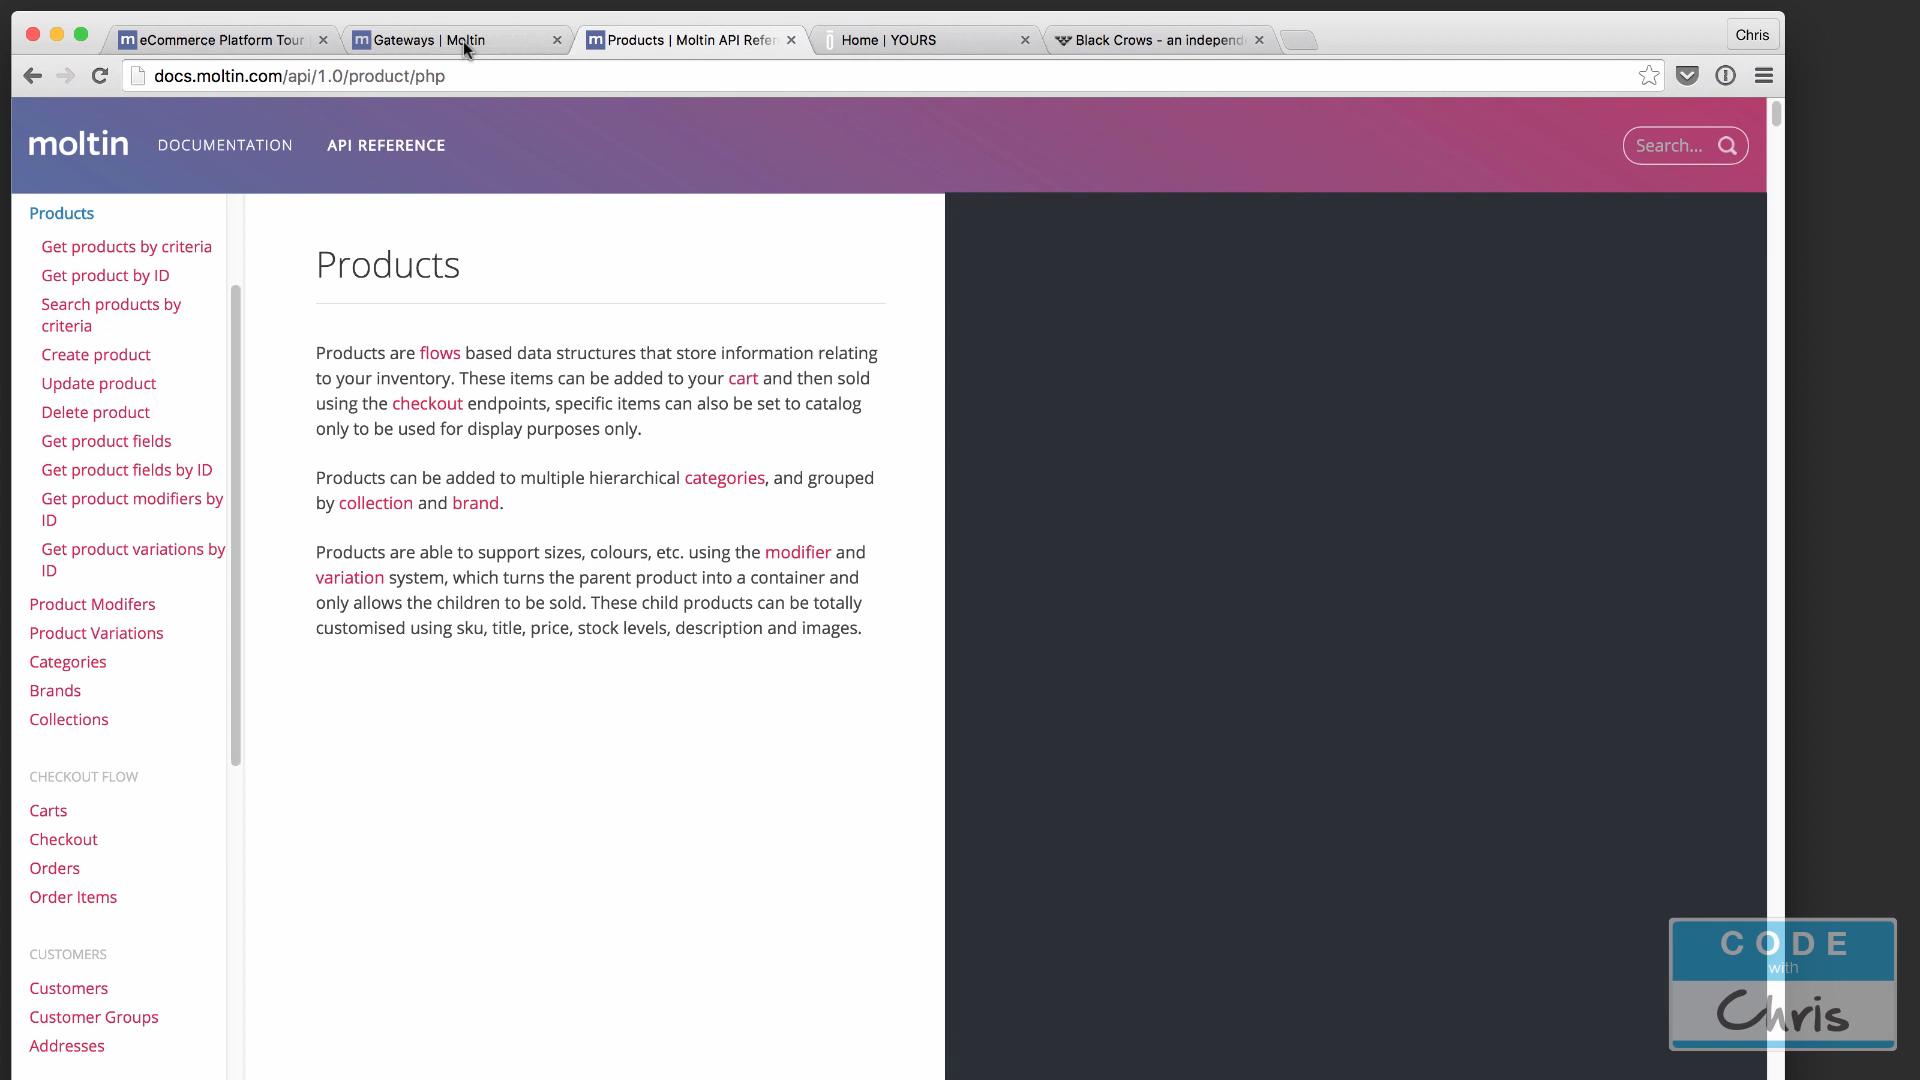 eCommerce Platform Tour
Gateways | Moltin
Products | Moltin API Refer
Home | YOURS
Black Crows - an independ
Chris
docs.moltin.com/api/1.0/product/php
moltin
DOCUMENTATION
API REFERENCE
Search...
Products
Get products by criteria
Get product by ID
Search products by
criteria
Create product
Update product
Delete product
Get product fields
Get product fields by ID
Get product modifiers by
ID
Get product variations by
ID
Product Modifers
Product Variations
Categories
Brands
Collections
CHECKOUT FLOW
Carts
Checkout
Orders
Order Items
CUSTOMERS
Customers
Customer Groups
Addresses
Products
Products are flows based data structures that store information relating
to your inventory. These items can be added to your cart and then sold
using the checkout endpoints, specific items can also be set to catalog
only to be used for display purposes only.
Products can be added to multiple hierarchical categories, and grouped
by collection and brand.
Products are able to support sizes, colours, etc. using the modifier and
variation system, which turns the parent product into a container and
only allows the children to be sold. These child products can be totally
customised using sku, title, price, stock levels, description and images.
CODE
with
Chris